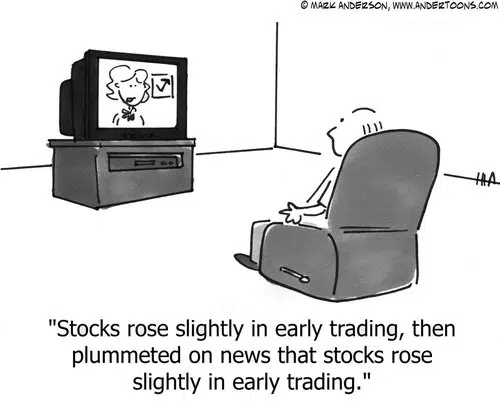 © MARK ANDERSON, WWW.ANDERTOONS.COM
"Stocks rose slightly in early trading, then
plummeted on news that stocks rose
slightly in early trading."